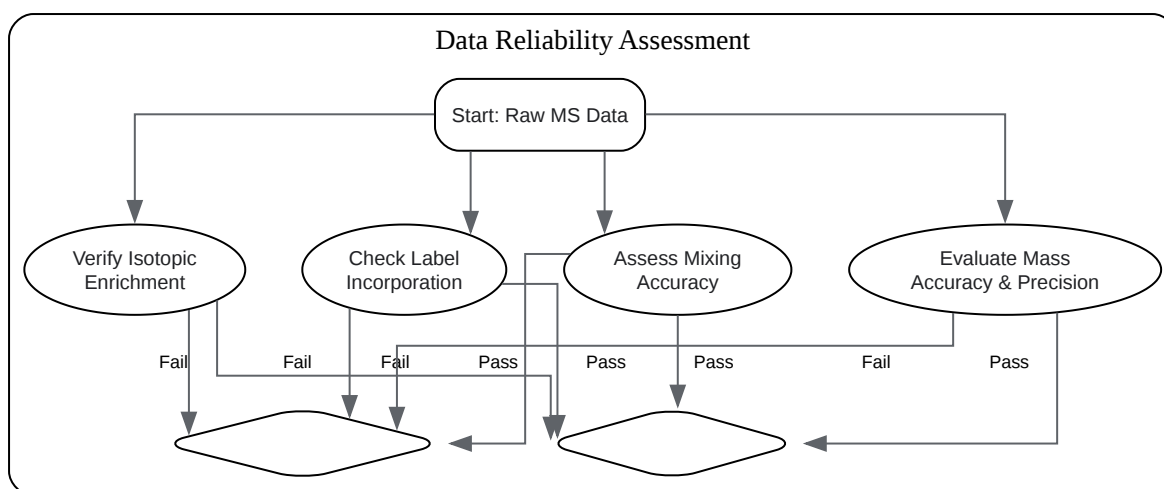 Data Reliability Assessment
Start: Raw MS Data
Verify Isotopic
Enrichment
Check Label
Incorporation
Assess Mixing
Accuracy
Evaluate Mass
Accuracy & Precision
Fail
Fail
Fail
Pass
Pass
Pass
Fail
Pass